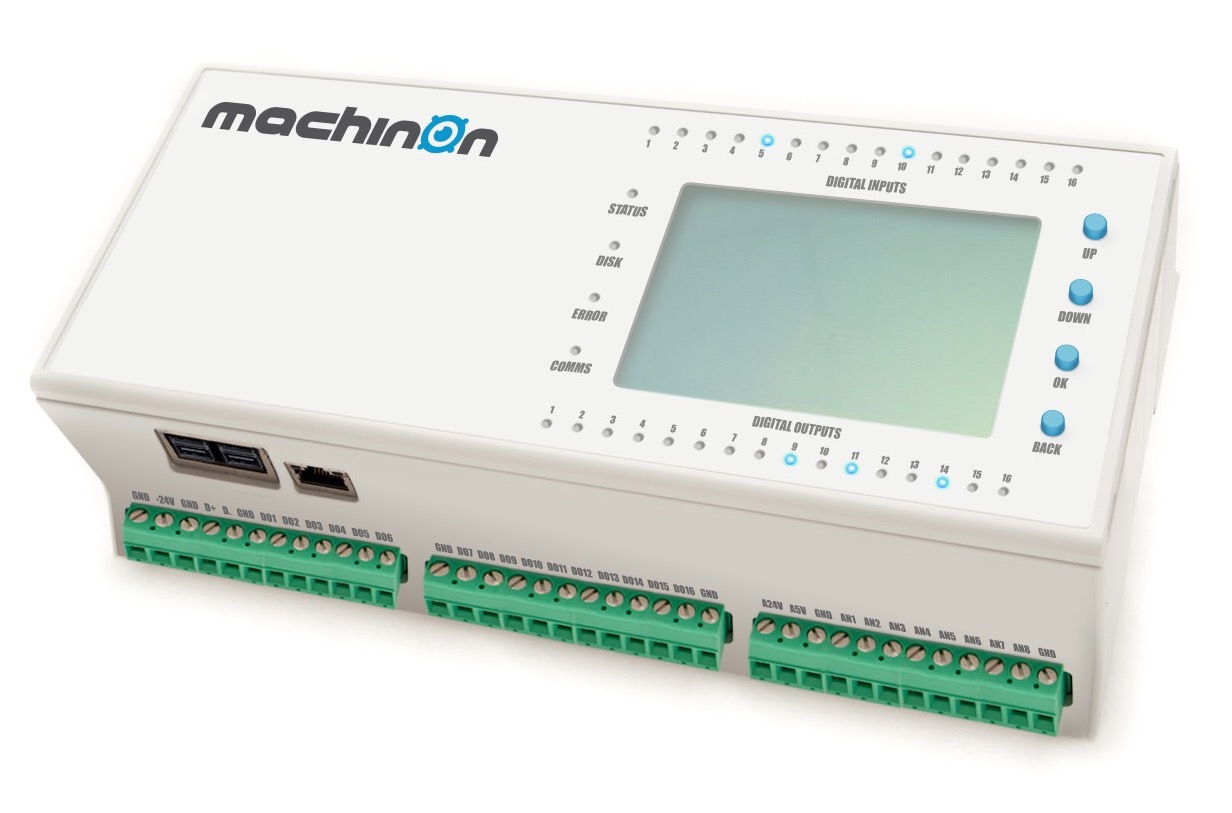 machinon
1 2 3 4 5 6 7 8 9 10 11 12 13 14 15 16
DIGITAL INPUTS
STATUS
DISK
ERROR
COMMS
UP
DOWN
OK
BACK
DIGITAL OUTPUTS
1 2 3 4 5 6 7 8 9 10 11 12 13 14 15 16
GND -24V GND D+ D- GND DO1 DO2 DO3 DO4 DO5 DO6
GND DO7 DO8 DO9 DO10 DO11 DO12 DO13 DO14 DO15 DO16 GND
A24V A5V GND AN1 AN2 AN3 AN4 AN5 AN6 AN7 AN8 GND